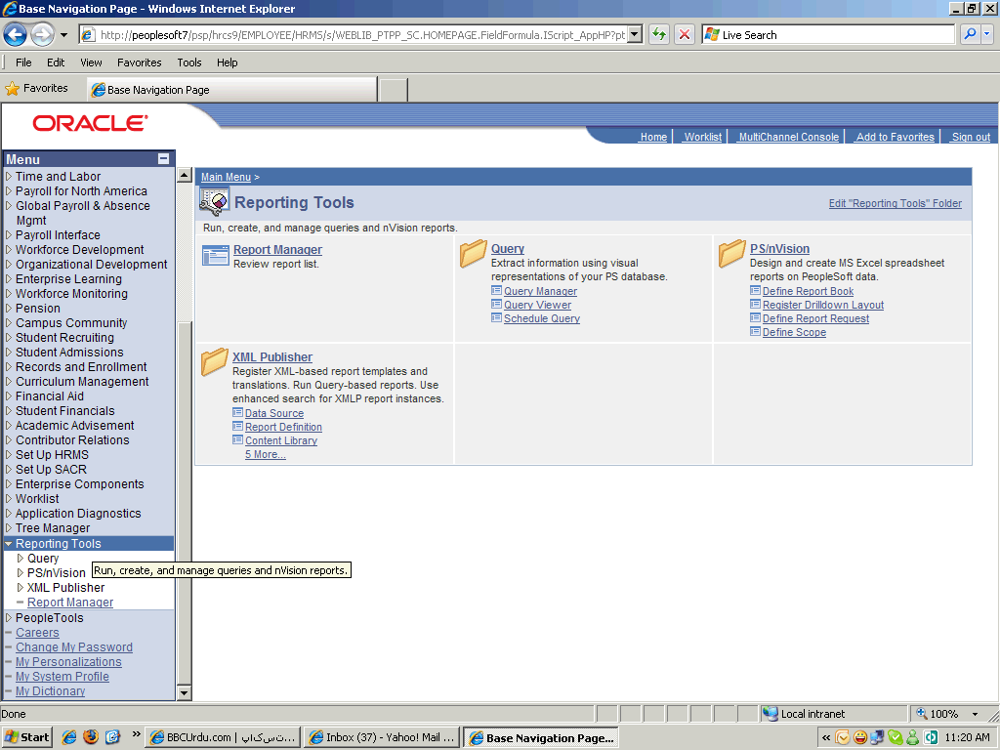 Base Navigation Page - Windows Internet Explorer
http://peoplesoft7/psp/hrcs9/EMPLOYEE/HRMS/s/WEBLIB_PTPP_SC.HOMEPAGE.FieldFormula.IScript_AppHP?pt
Live Search
File Edit View Favorites Tools Help
Favorites
Base Navigation Page
ORACLE
Home Worklist MultiChannel Console Add to Favorites Sign out
Menu
Time and Labor
Payroll for North America
Global Payroll & Absence
Mgmt
Payroll Interface
Workforce Development
Organizational Development
Enterprise Learning
Workforce Monitoring
Pension
Campus Community
Student Recruiting
Student Admissions
Records and Enrollment
Curriculum Management
Financial Aid
Student Financials
Academic Advisement
Contributor Relations
Set Up HRMS
Set Up SACR
Enterprise Components
Worklist
Application Diagnostics
Tree Manager
Reporting Tools
Query
PS/nVision
XML Publisher
Report Manager
PeopleTools
Careers
Change My Password
My Personalizations
My System Profile
My Dictionary
Run, create, and manage queries and nVision reports.
Main Menu >
Reporting Tools
Edit "Reporting Tools" Folder
Run, create, and manage queries and nVision reports.
Report Manager
Review report list.
Query
Extract information using visual
representations of your PS database.
Query Manager
Query Viewer
Schedule Query
PS/nVision
Design and create MS Excel spreadsheet
reports on PeopleSoft data.
Define Report Book
Register Drilldown Layout
Define Report Request
Define Scope
XML Publisher
Register XML-based report templates and
translations. Run Query-based reports. Use
enhanced search for XMLP report instances.
Data Source
Report Definition
Content Library
5 More...
Done
Local intranet
100%
Start
BBCUrdu.com |
Inbox (37) - Yahoo! Mail ...
Base Navigation Page...
11:20 AM